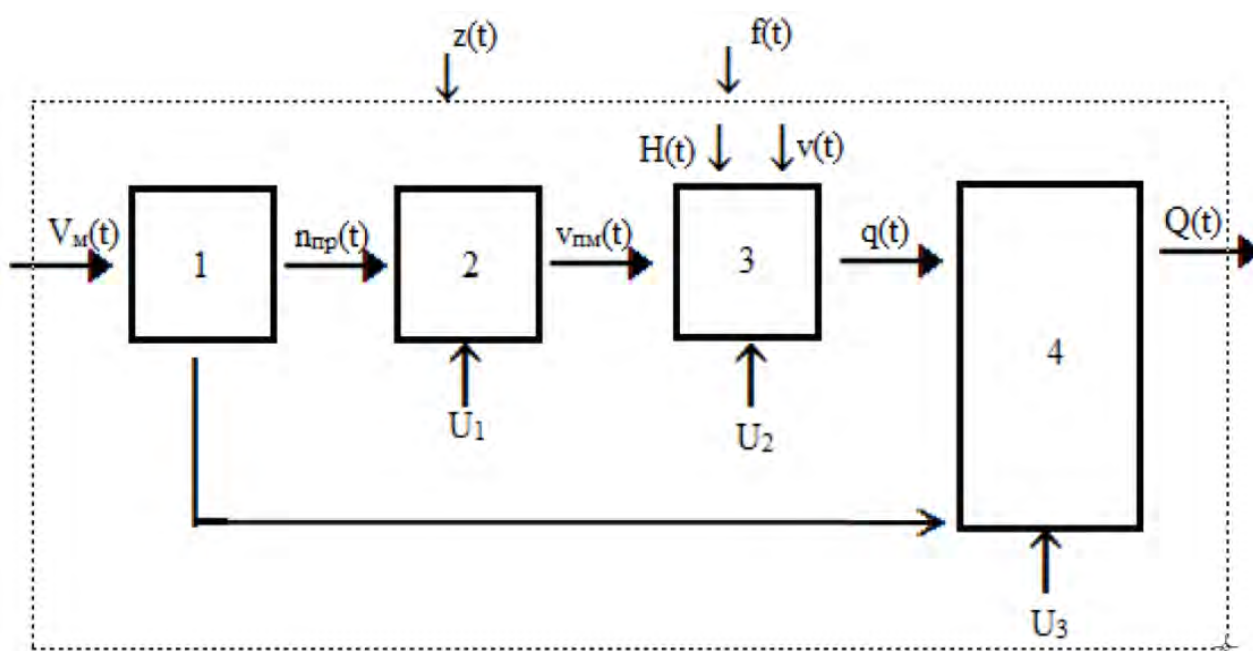 z(t) f(t)
H(t) v(t)
Vм(t) nпр(t) vпм(t) q(t) Q(t)
1 2 3 4
U1 U2
U3